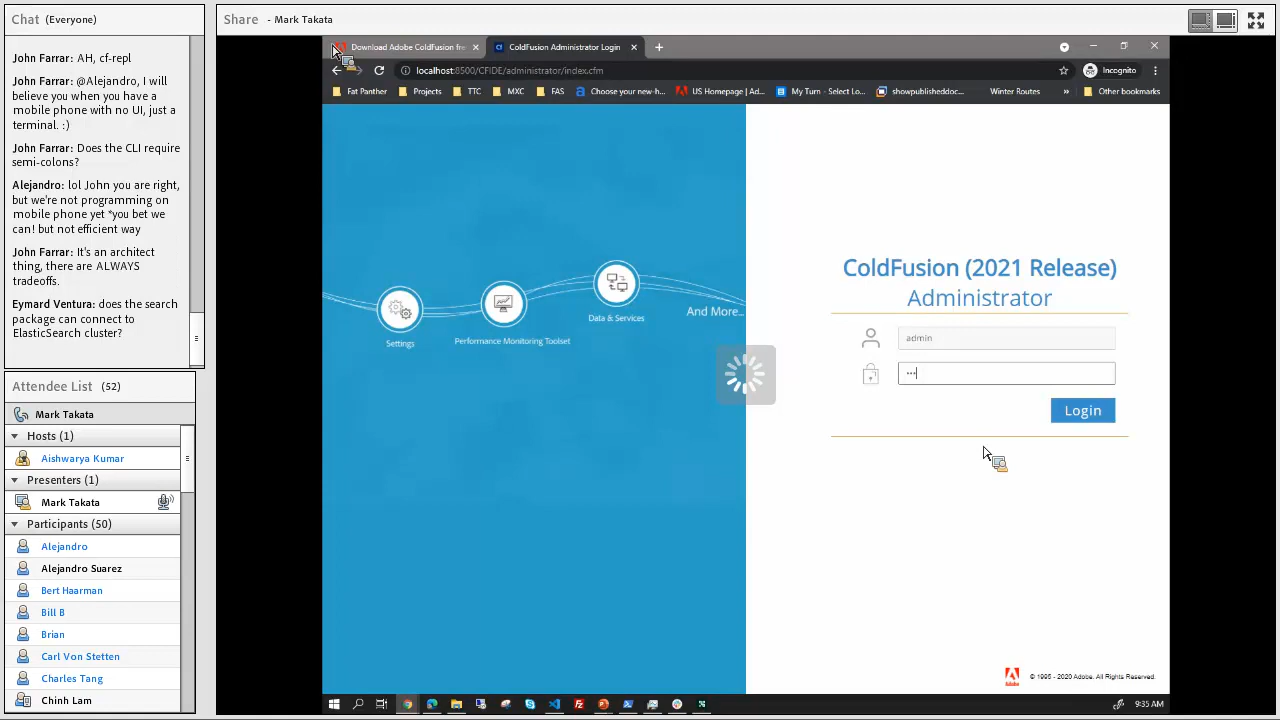 Chat (Everyone)
John Farrar: AH, cf-repl
John Farrar: @Alejandro, I will
believe you when you have a
mobile phone with no UI, just a
terminal. :)
John Farrar: Does the CLI require
semi-colons?
Alejandro: lol John you are right,
but we're not programming on
mobile phone yet *you bet we
can! but not efficient way
John Farrar: It's an architect
thing, there are ALWAYS
tradeoffs.
Eymard Ventura: does the search
package can connect to
ElasticSearch cluster?
Attendee List (52)
Mark Takata
Hosts (1)
Aishwarya Kumar
Presenters (1)
Mark Takata
Participants (50)
Alejandro
Alejandro Suarez
Bert Haarman
Bill B
Brian
Carl Von Stetten
Charles Tang
Chinh Lam
Share - Mark Takata
Download Adobe ColdFusion fre
ColdFusion Administrator Login
localhost:8500/CFIDE/administrator/index.cfm
Incognito
Fat Panther
Projects
TTC
MXC
FAS
Choose your new-h...
US Homepage | Ad...
My Turn - Select Lo...
showpublisheddoc...
Winter Routes
»
Other bookmarks
Settings
Performance Monitoring Toolset
Data & Services
And More...
ColdFusion (2021 Release)
Administrator
admin
Login
© 1995 - 2020 Adobe. All Rights Reserved.
9:35 AM